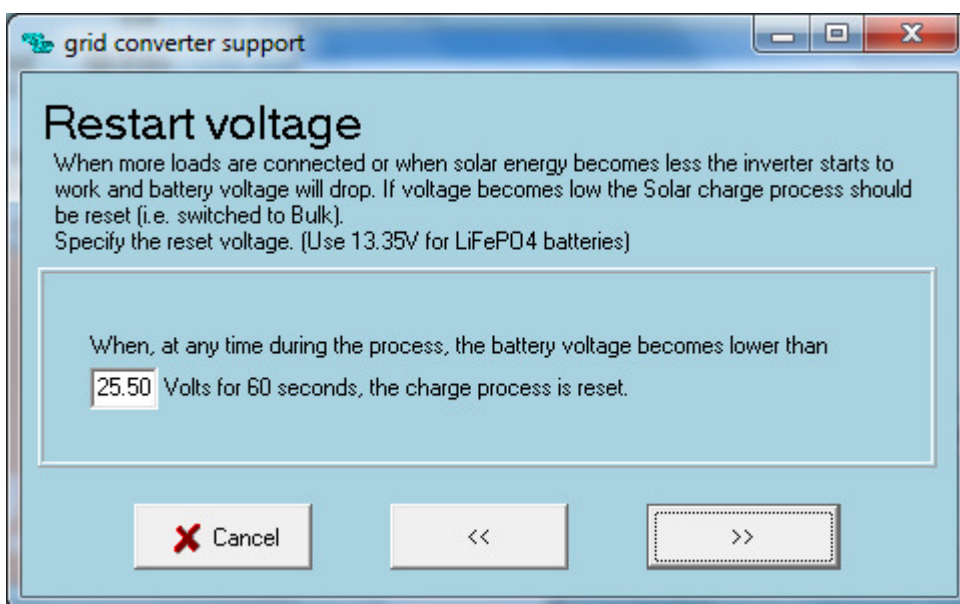 grid converter support
Restart voltage
When more loads are connected or when solar energy becomes less the inverter starts to
work and battery voltage will drop. If voltage becomes low the Solar charge process should
be reset (i.e. switched to Bulk).
Specify the reset voltage. (Use 13.35V for LiFePO4 batteries)
When, at any time during the process, the battery voltage becomes lower than
25.50 Volts for 60 seconds, the charge process is reset.
Cancel << >>